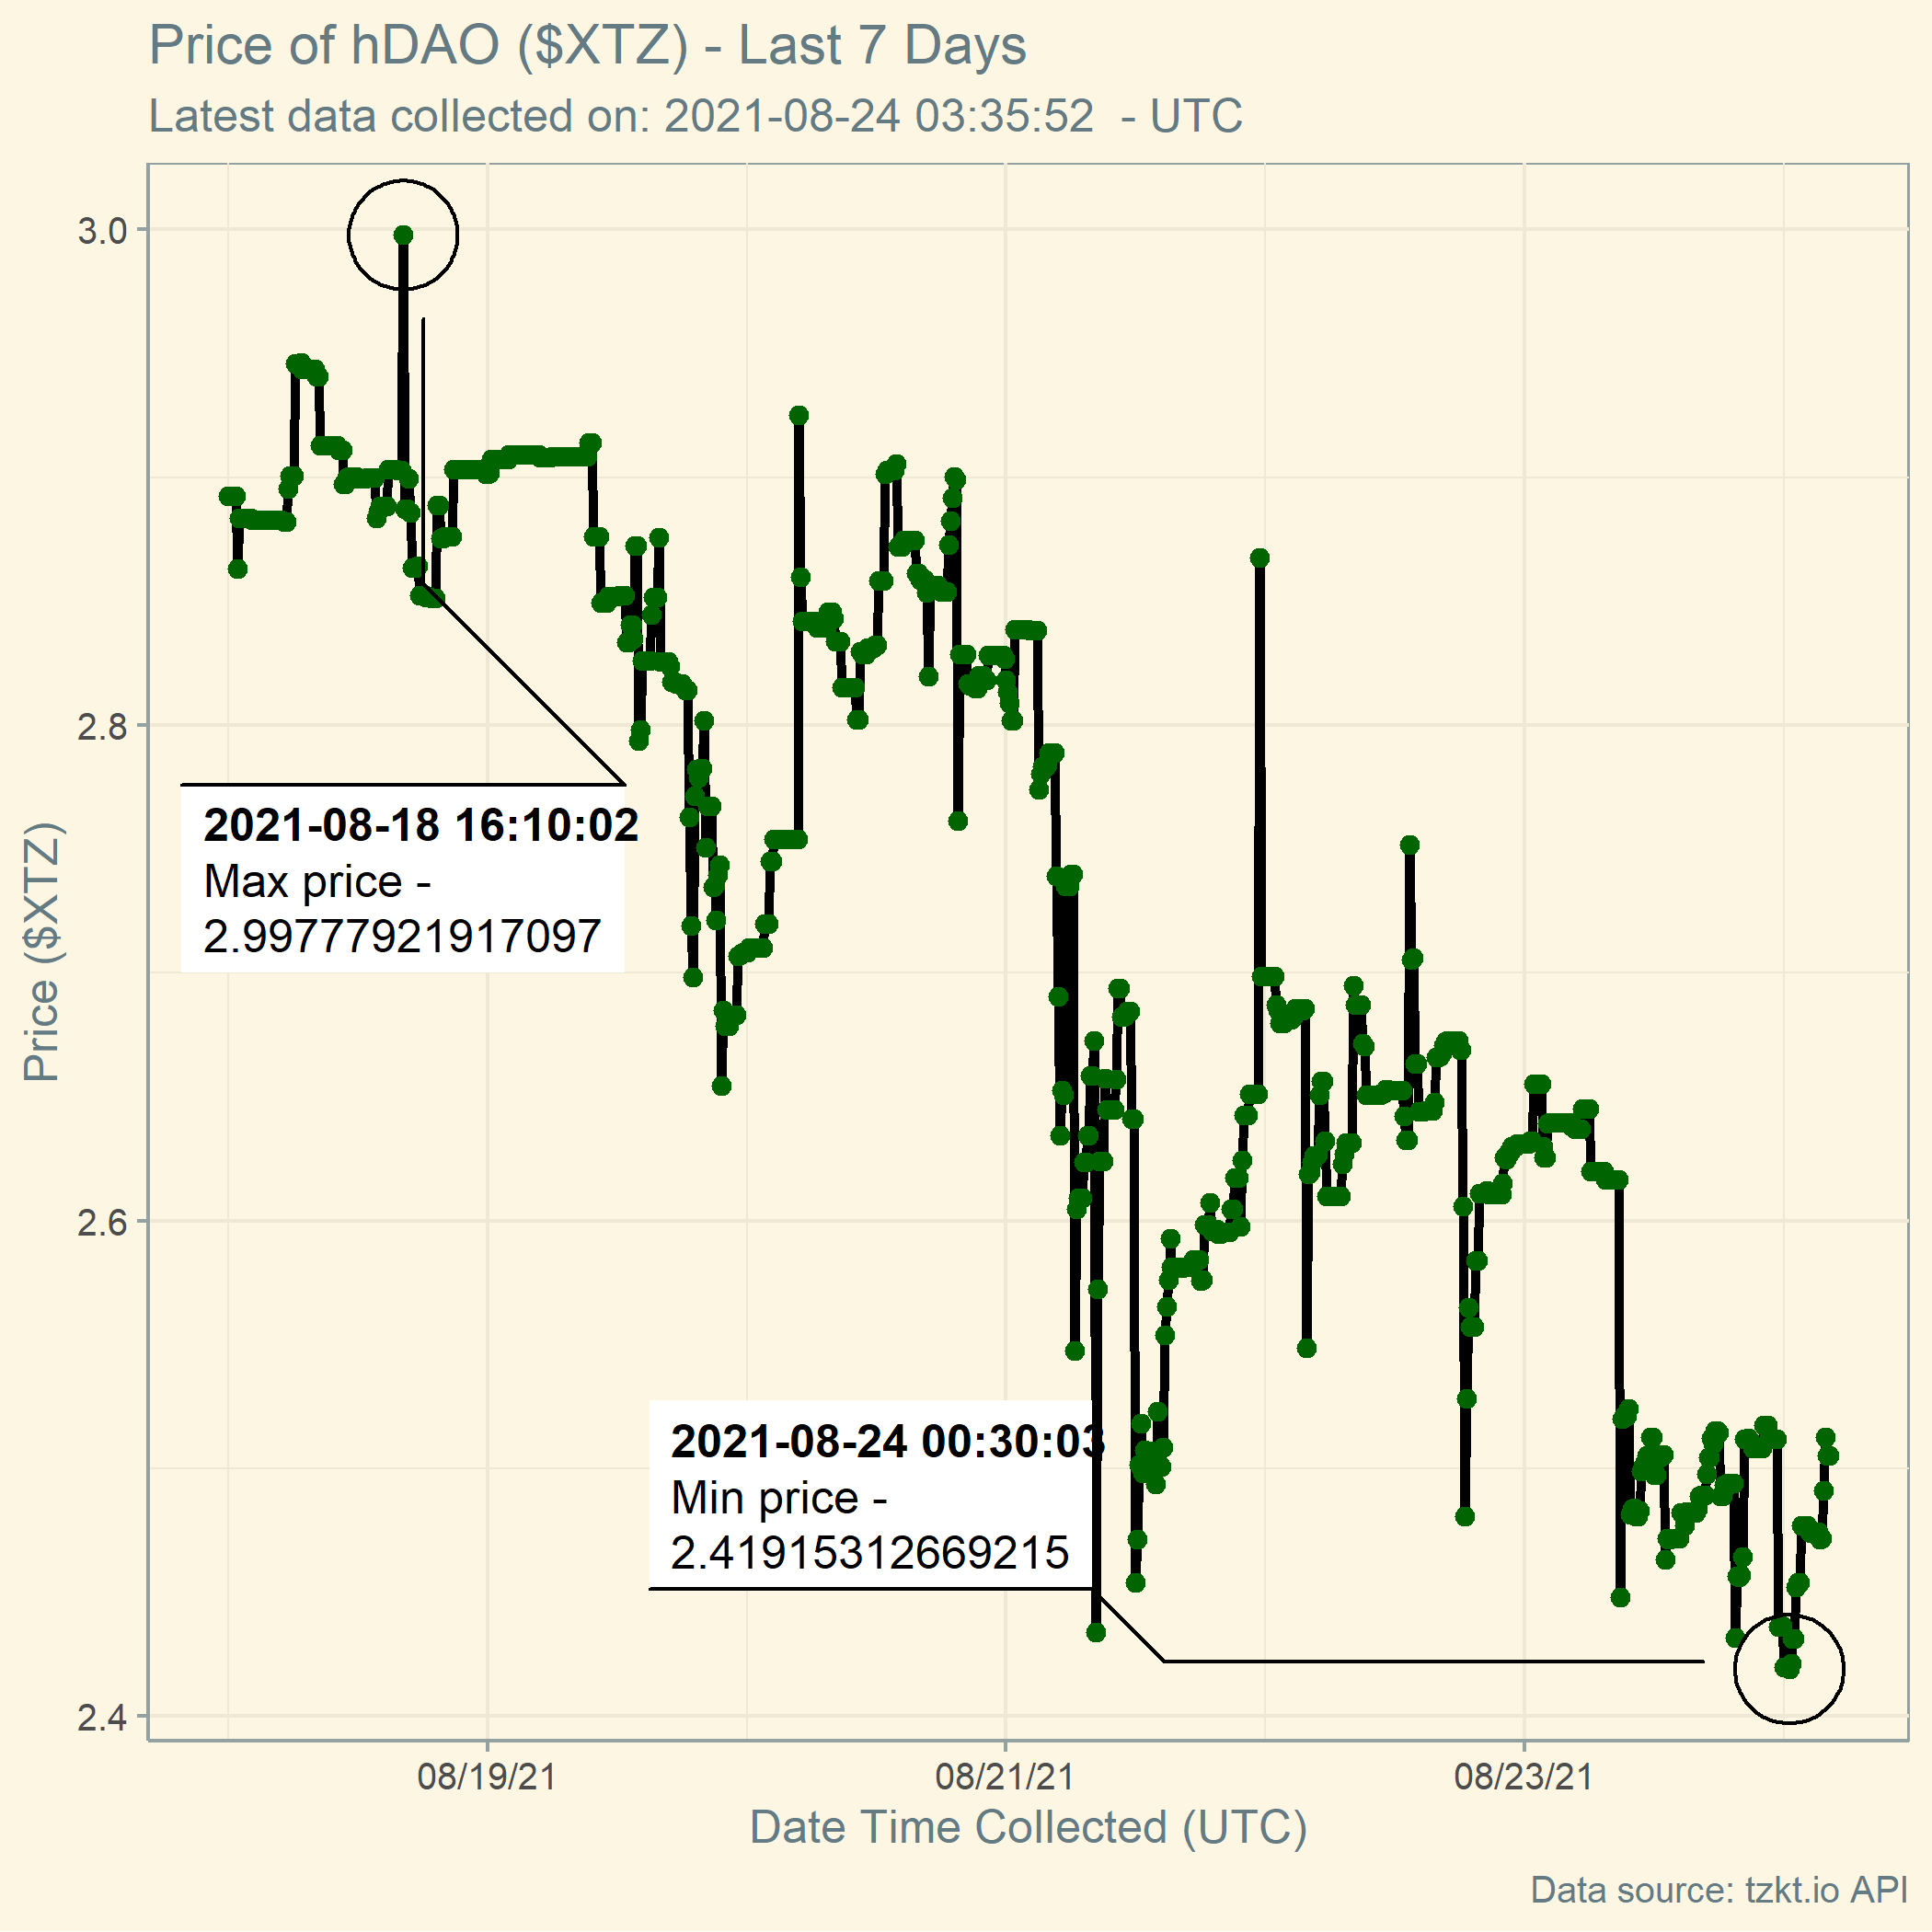 Price of hDAO ($XTZ) - Last 7 Days
Latest data collected on: 2021-08-24 03:35:52  - UTC
3.0
2.8
2.6
2.4
Price ($XTZ)
2021-08-18 16:10:02
Max price -
2.997779219​17097
2021-08-24 00:30:03
Min price -
2.41915312669215
08/19/21
08/21/21
08/23/21
Date Time Collected (UTC)
Data source: tzkt.io API